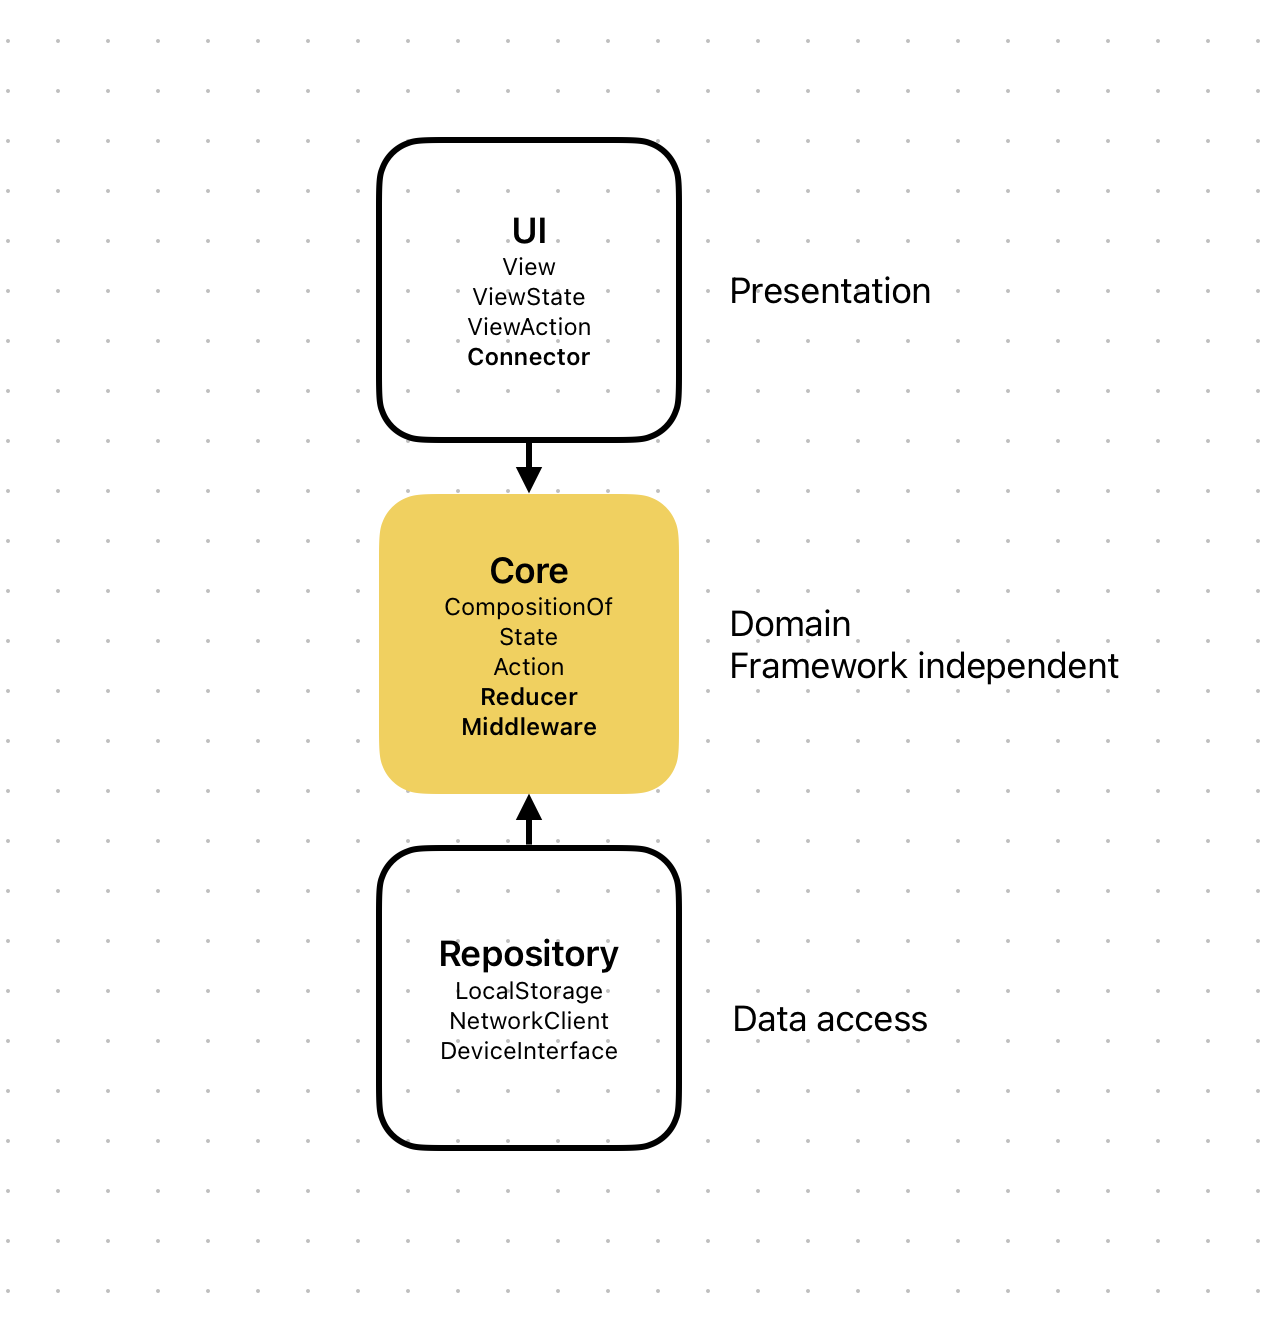 UI
View
ViewState
ViewAction
Connector
Presentation
Core
CompositionOf
State
Action
Reducer
Middleware
Domain
Framework independent
Repository
LocalStorage
NetworkClient
DeviceInterface
Data access